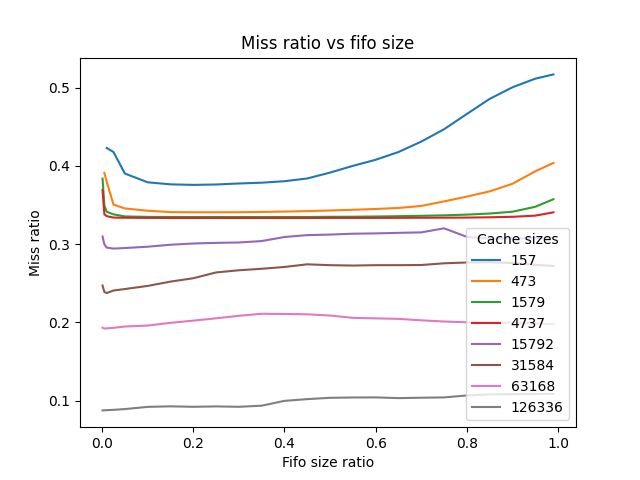 Miss ratio vs fifo size
0.5
0.4
0.3
0.2
0.1
Miss ratio
Cache sizes
157
473
1579
4737
15792
31584
63168
126336
0.0 0.2 0.4 0.6 0.8 1.0
Fifo size ratio